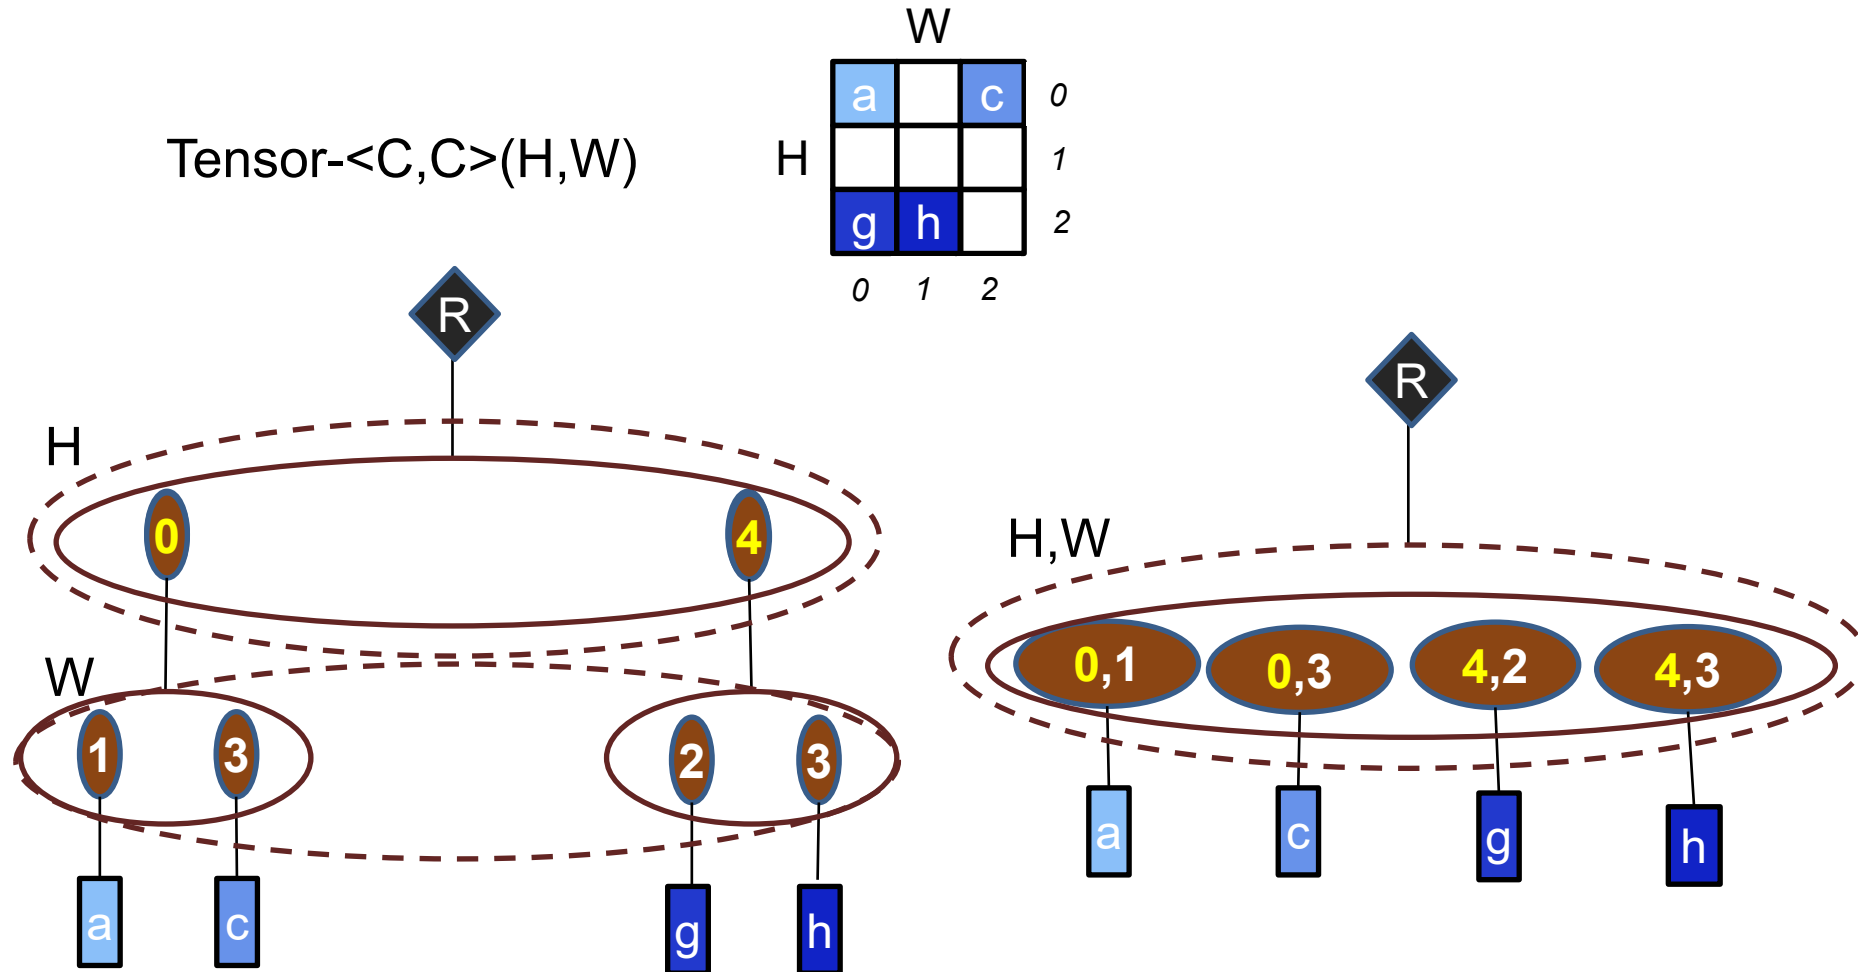 W
a c 0
Tensor-<C,C>(H,W)
H 1
g h 2
0 1 2
R
R
H
0 4
H,W
0,1 0,3 4,2 4,3
W
1 3 2 3
a c g h
a c g h